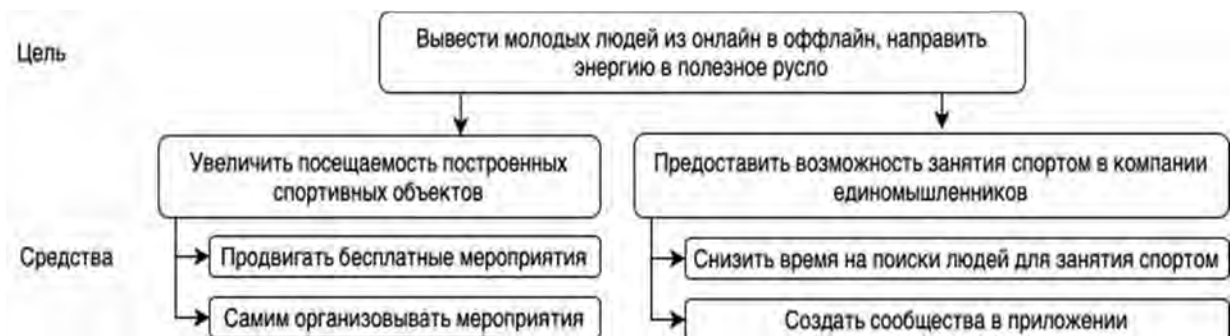 Цель
Вывести молодых людей из онлайн в оффлайн, направить
энергию в полезное русло
Увеличить посещаемость построенных
спортивных объектов
Предоставить возможность занятия спортом в компании
единомышленников
Средства
Продвигать бесплатные мероприятия
Снизить время на поиски людей для занятия спортом
Самим организовывать мероприятия
Создать сообщества в приложении